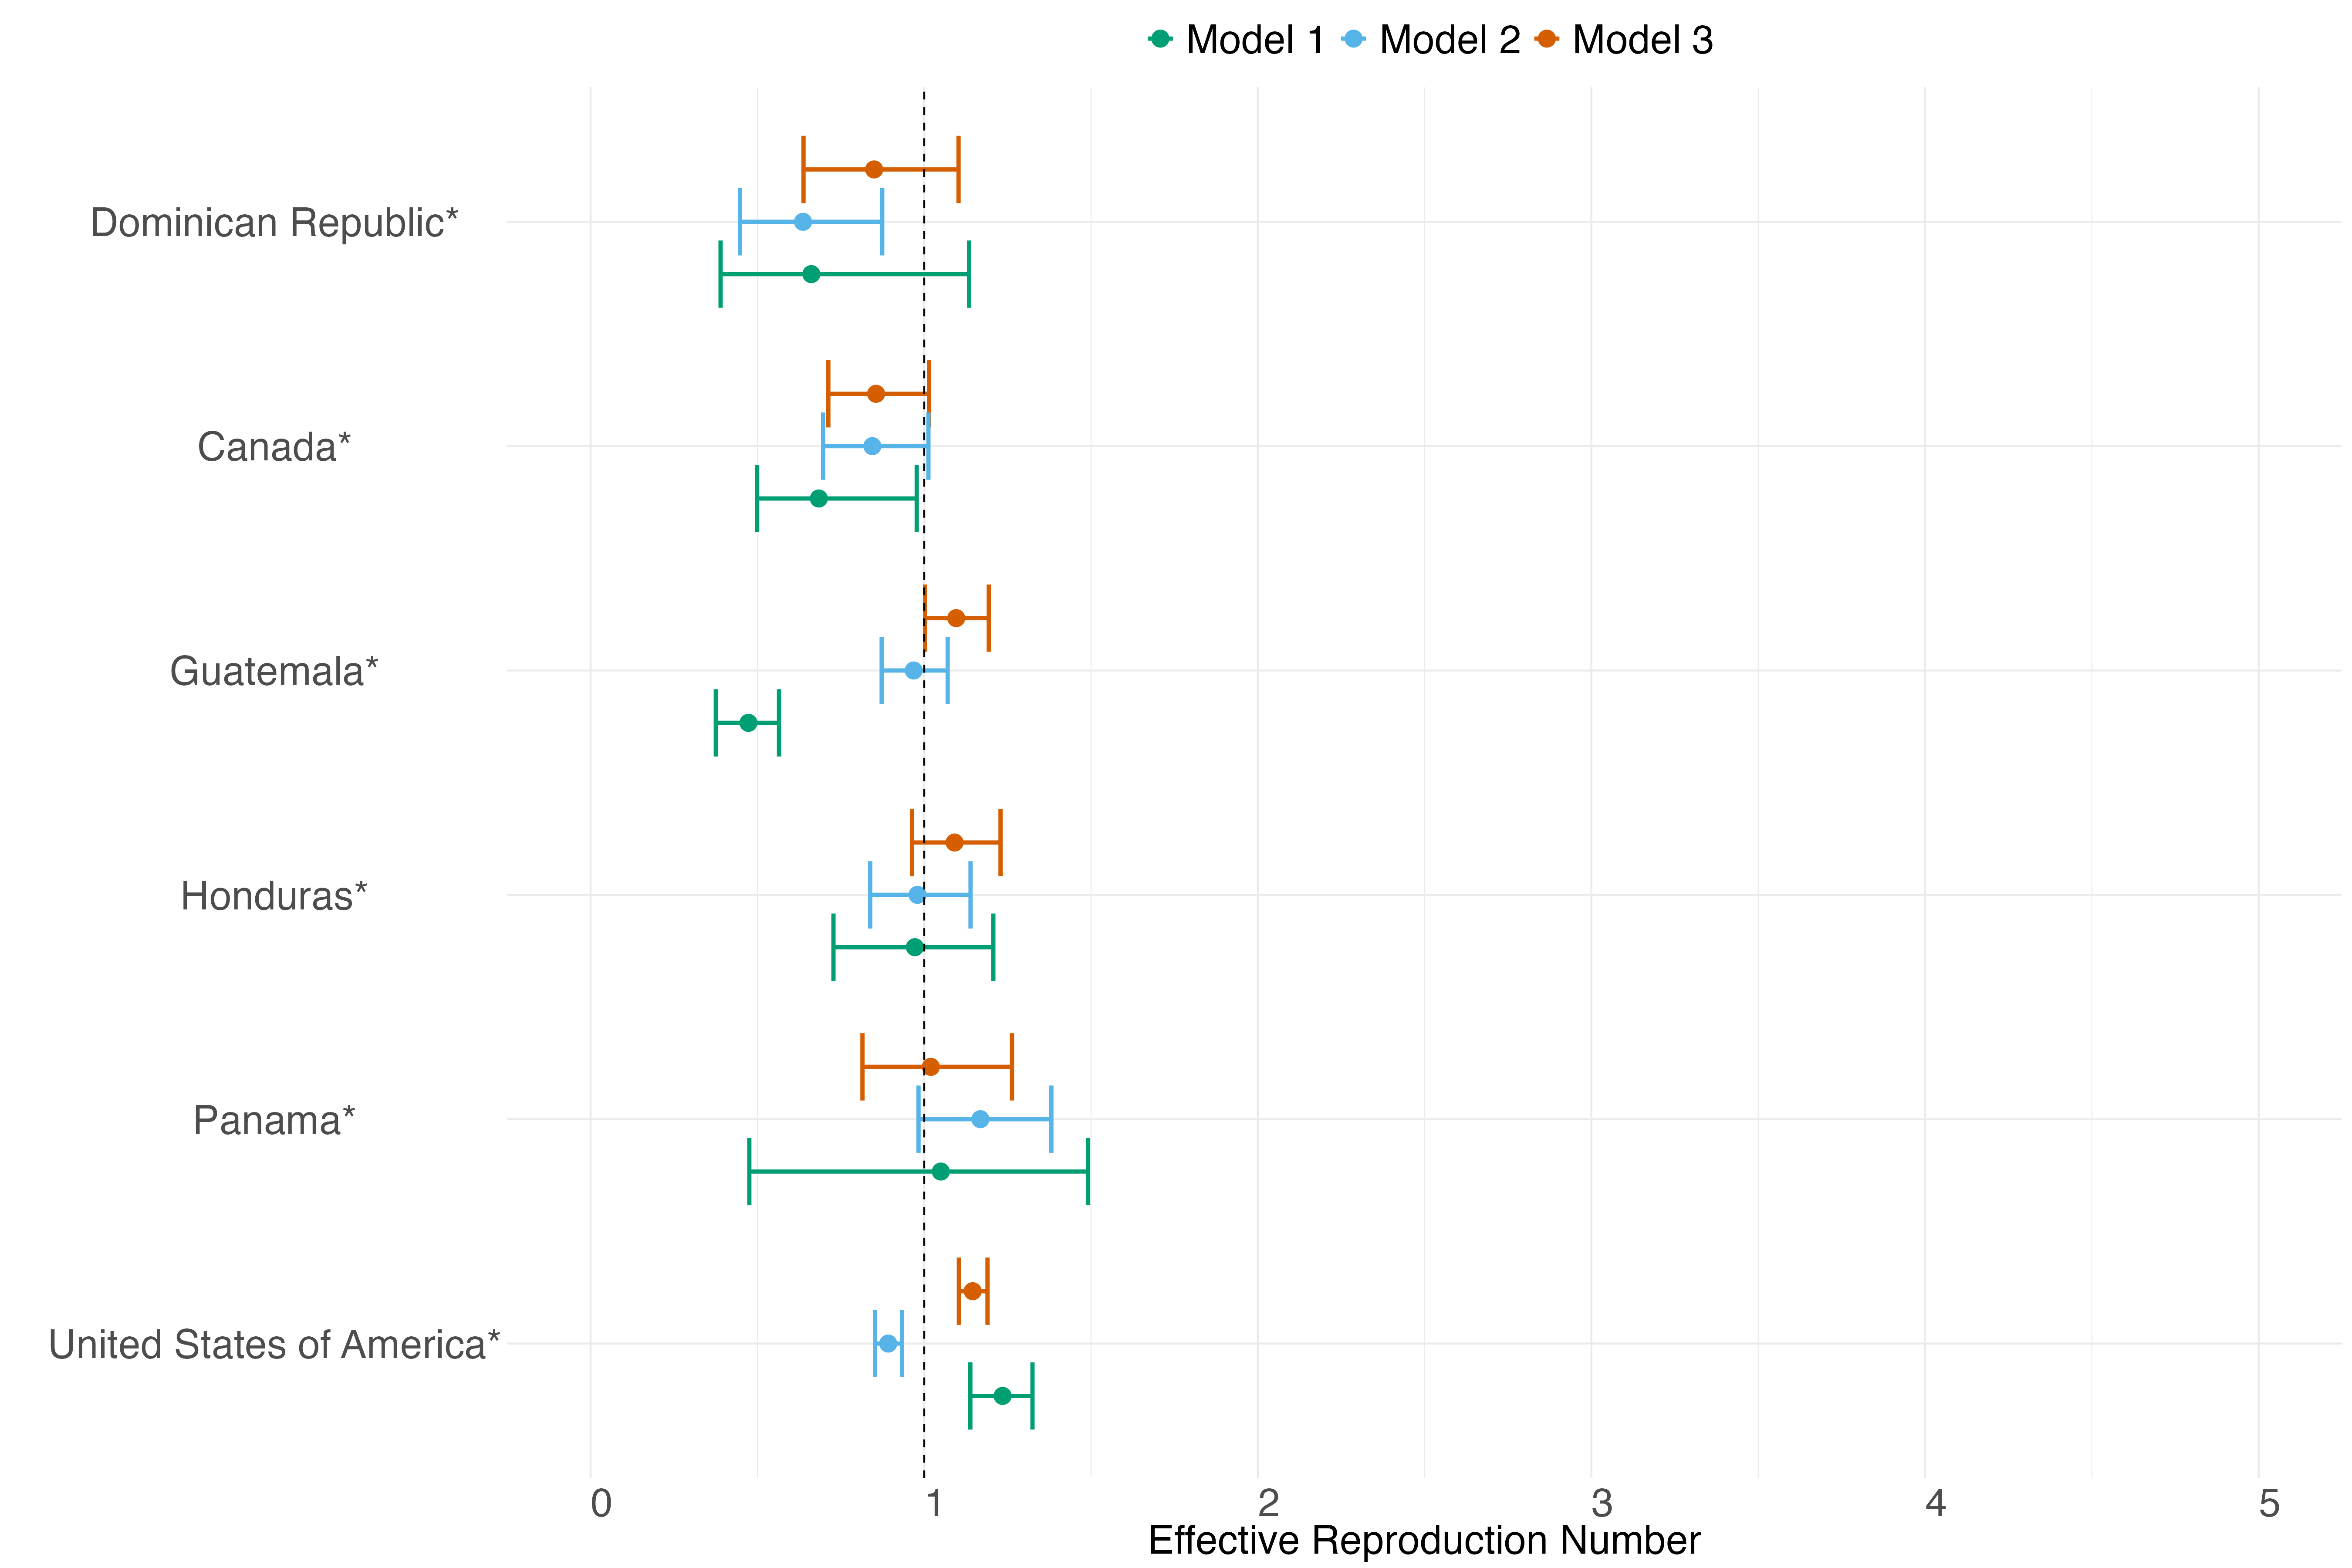 Model 1 Model 2 Model 3
Dominican Republic*
Canada*
Guatemala*
Honduras*
Panama*
United States of America*
0 1 2 3 4 5
Effective Reproduction Number